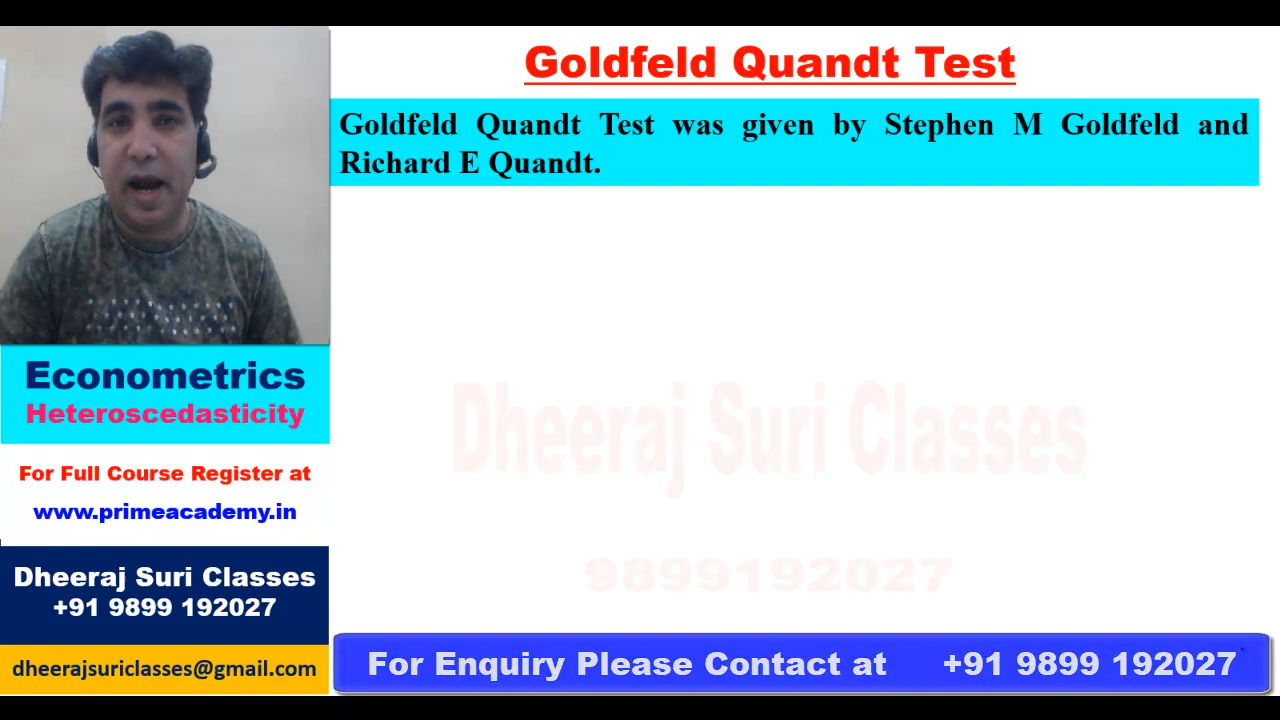 Goldfeld Quandt Test
Goldfeld Quandt Test was given by Stephen M Goldfeld and
Richard E Quandt.
Econometrics
Heteroscedasticity
For Full Course Register at
www.primeacademy.in
Dheeraj Suri Classes
+91 9899 192027
dheerajsuriclasses@gmail.com
Dheeraj Suri Classes
9899192027
For Enquiry Please Contact at +91 9899 192027